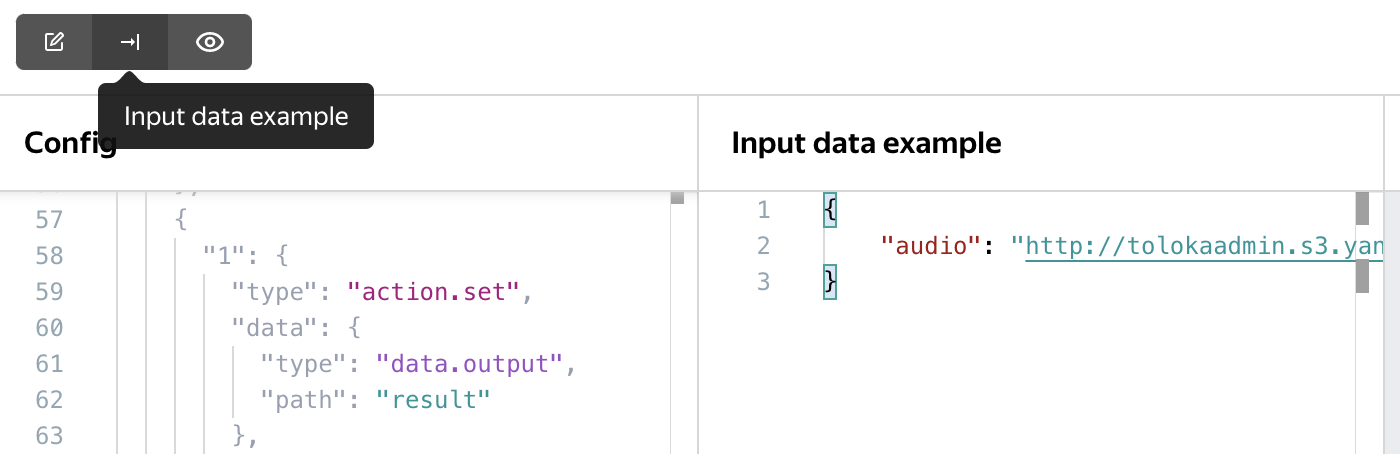 Input data example
Config
57 {
58 "1": {
59 "type": "action.set",
60 "data": {
61 "type": "data.output",
62 "path": "result"
63 },
Input data example
1 {
2 "audio": "http://tolokaadmin.s3.yan
3 }